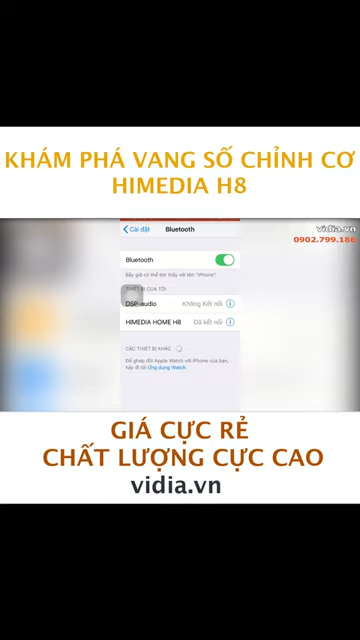 KHÁM PHÁ VANG SỐ CHỈNH CƠ
HIMEDIA H8
vidia.vn
0902.799.186
Cài đặt
Bluetooth
Bluetooth
Bây giờ có thể tìm thấy với tên "iPhone".
THIẾT BỊ CỦA TÔI
DSP-audio Không Kết nối
HIMEDIA HOME H8 Đã kết nối
CÁC THIẾT BỊ KHÁC
Để ghép đôi Apple Watch với iPhone của bạn,
hãy đi tới Ứng dụng Watch.
GIÁ CỰC RẺ
CHẤT LƯỢNG CỰC CAO
vidia.vn